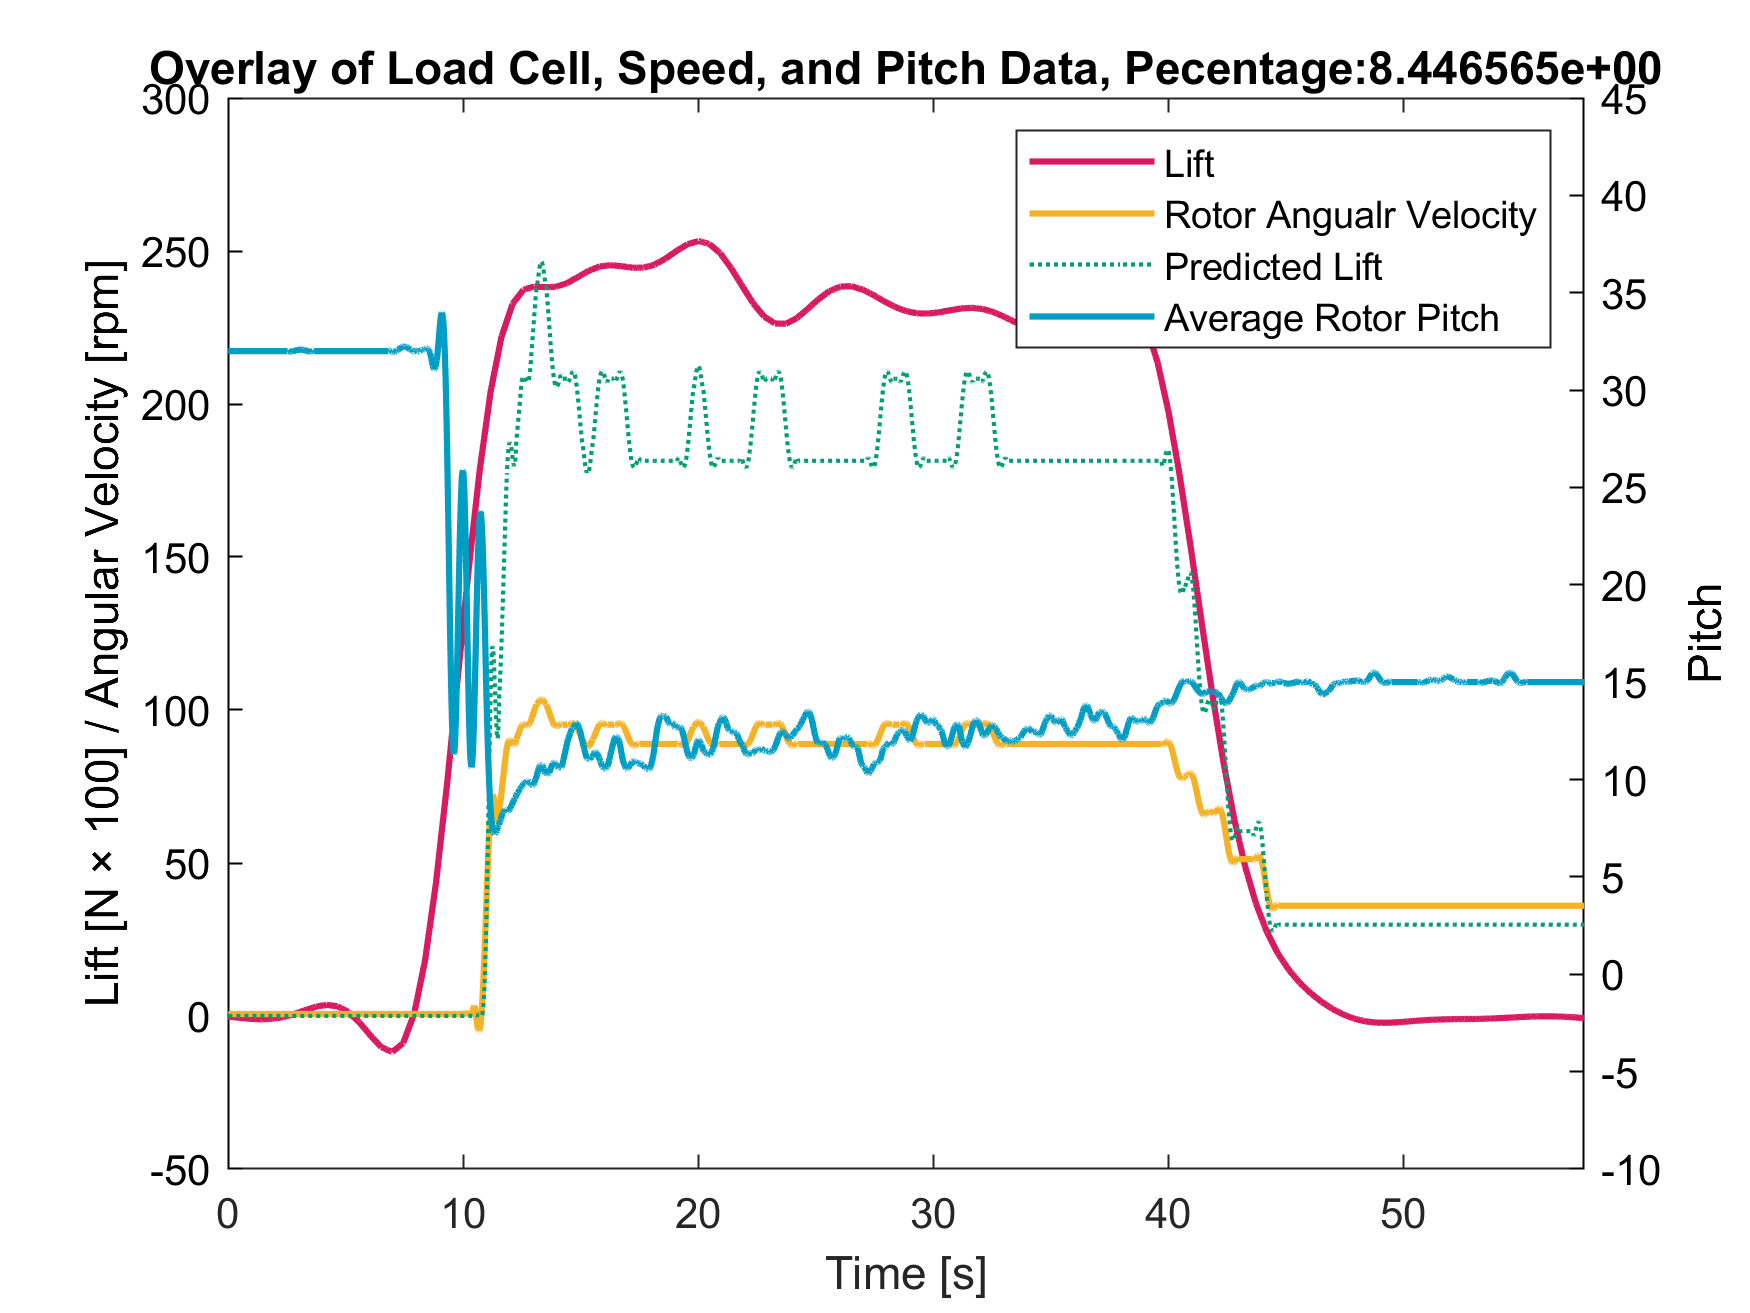 Overlay of Load Cell, Speed, and Pitch Data, Pecentage:8.446565e+00
300
250
200
150
100
50
0
-50
Lift [N × 100] / Angular Velocity [rpm]
45
40
35
30
25
20
15
10
5
0
-5
-10
Pitch
Lift
Rotor Angualr Velocity
Predicted Lift
Average Rotor Pitch
0 10 20 30 40 50
Time [s]